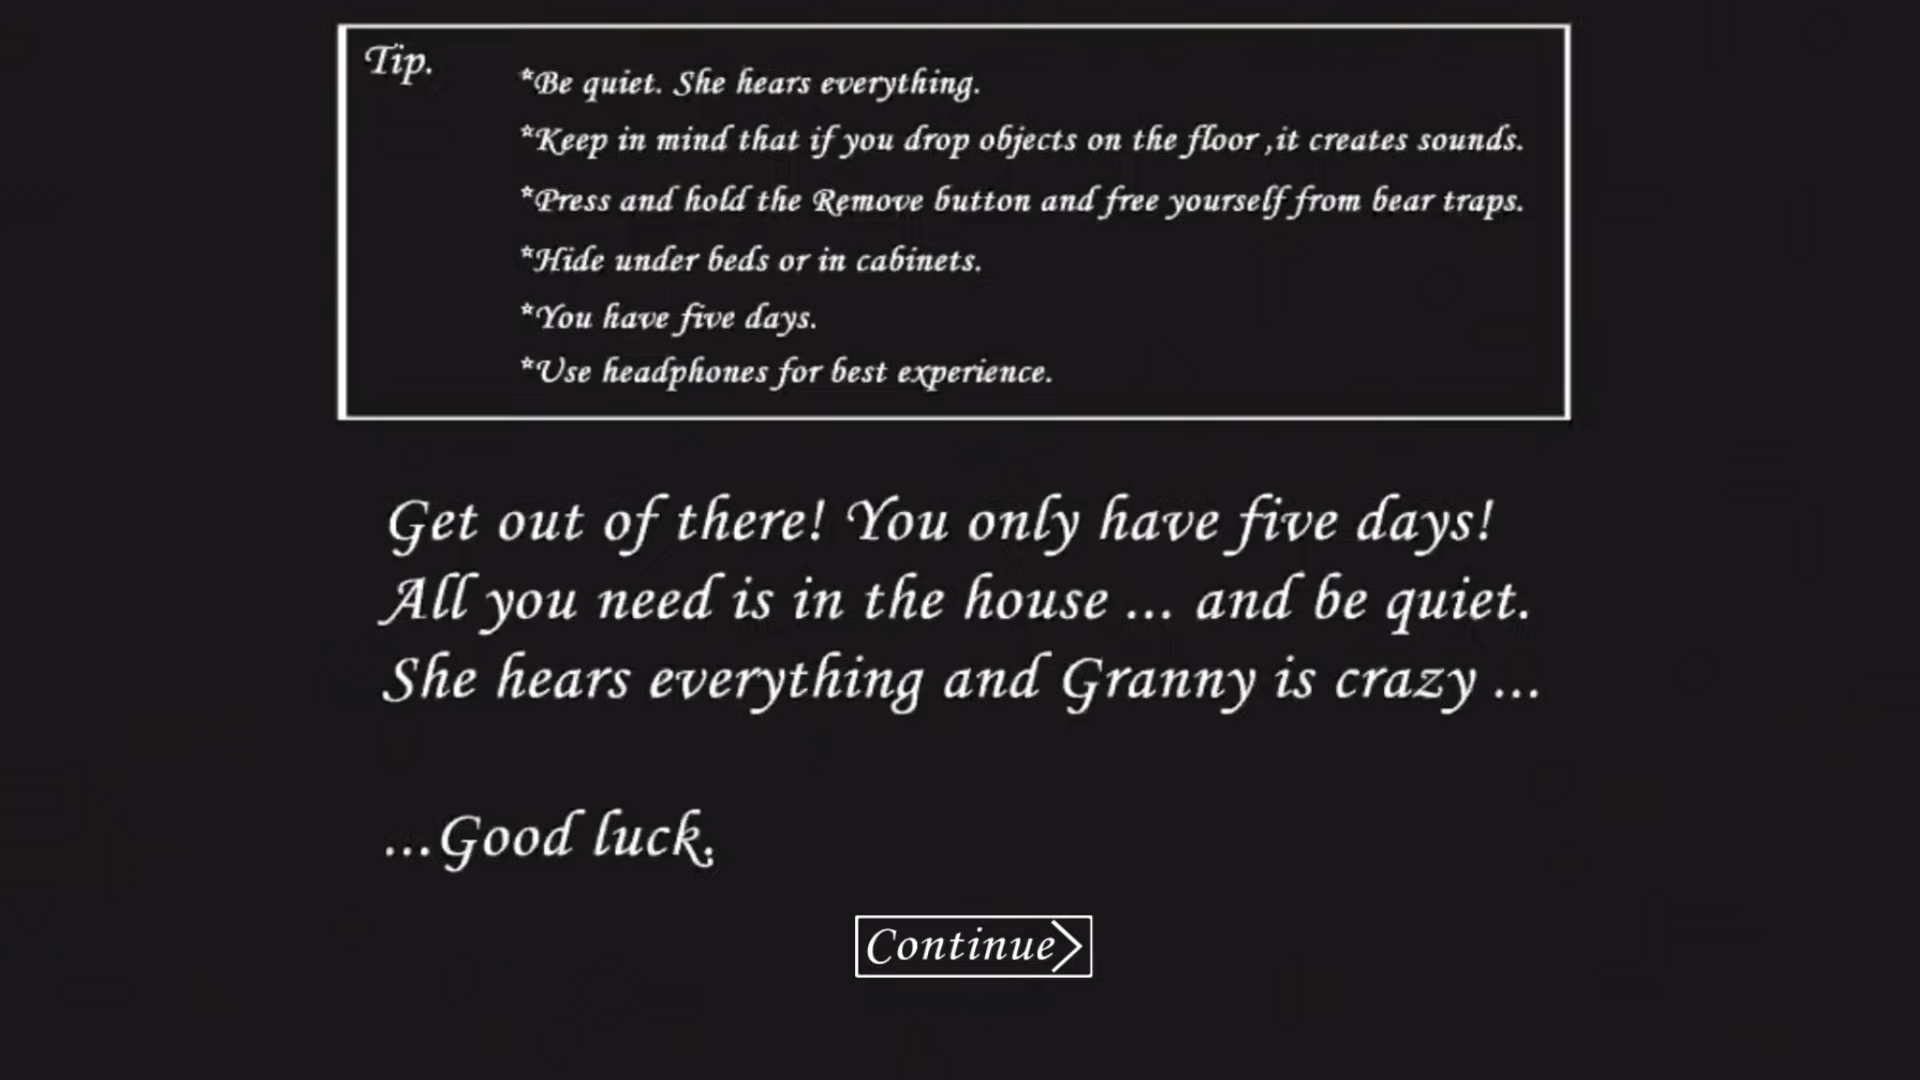 Tip.
*Be quiet. She hears everything.
*Keep in mind that if you drop objects on the floor ,it creates sounds.
*Press and hold the Remove button and free yourself from bear traps.
*Hide under beds or in cabinets.
*You have five days.
*Use headphones for best experience.
Get out of there! You only have five days!
All you need is in the house ... and be quiet.
She hears everything and Granny is crazy ...
...Good luck.
Continue>